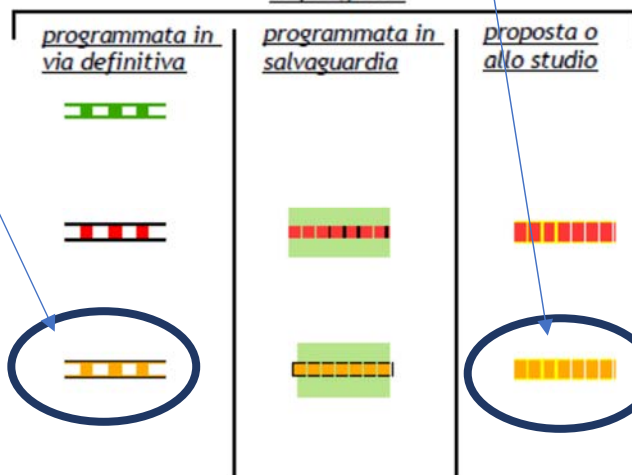 programmata in
via definitiva
programmata in
salvaguardia
proposta o
allo studio